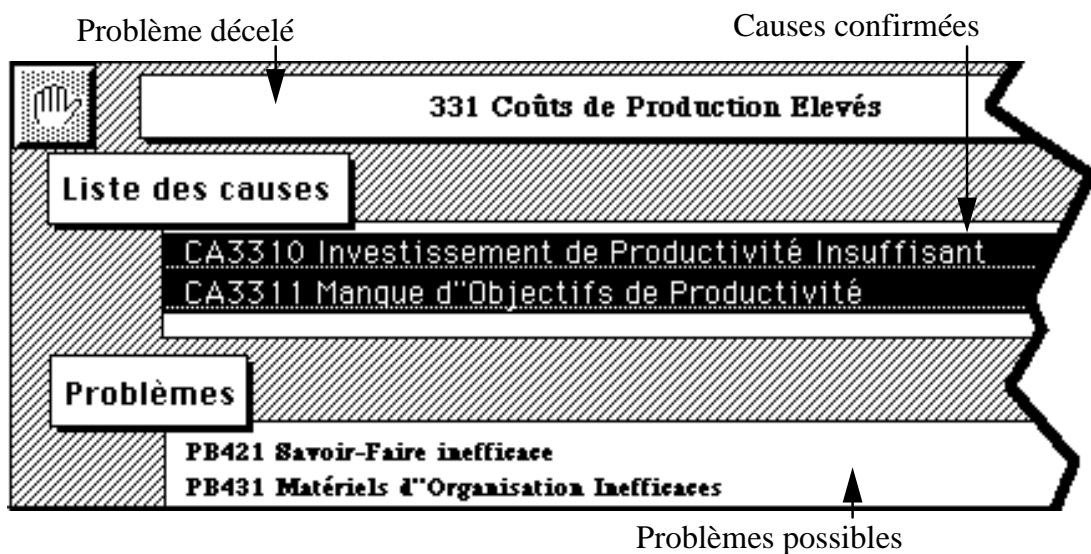 Problème décelé
Causes confirmées
331 Coûts de Production Elevés
Liste des causes
CA3310 Investissement de Productivité Insuffisant
CA3311 Manque d"Objectifs de Productivité
Problèmes
PB421 Savoir-Faire inefficace
PB431 Matériels d"Organisation Inefficaces
Problèmes possibles